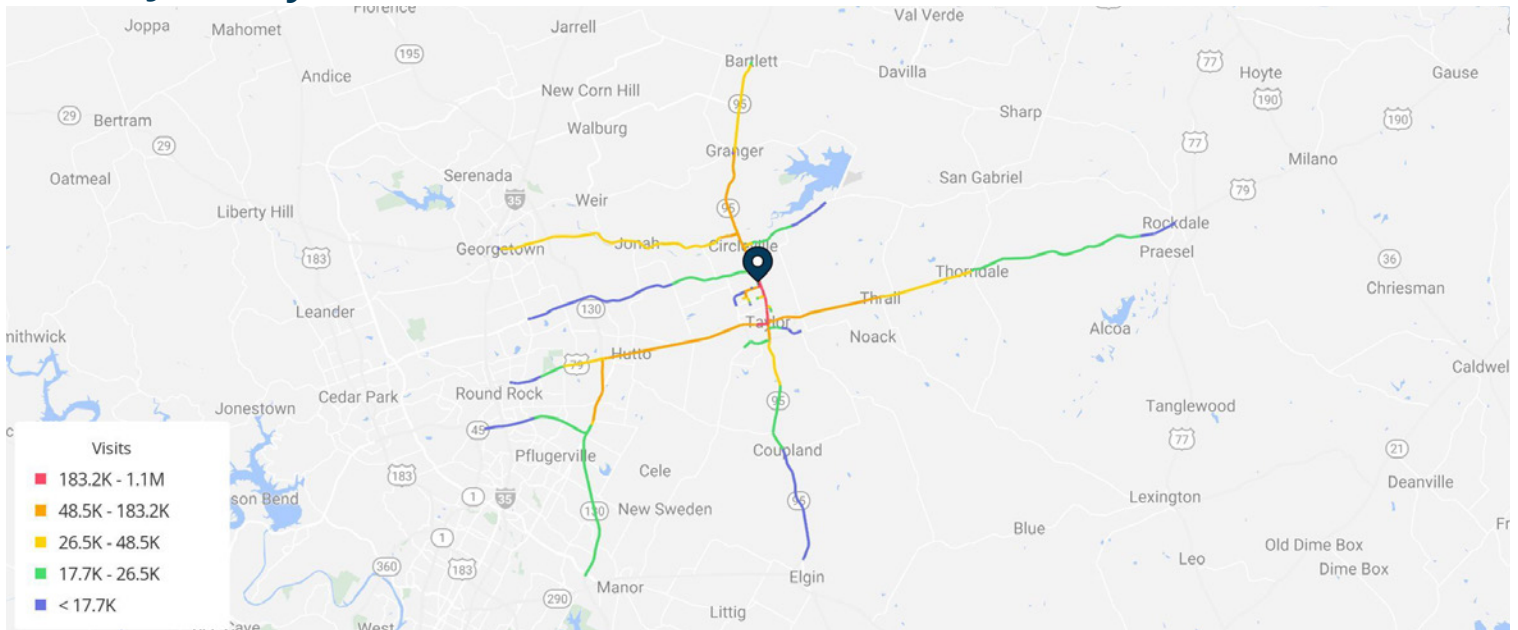 Florence
Joppa
Mahomet
Jarrell
Val Verde
195
Andice
Bartlett
Davilla
77
Hoyte
Gause
New Corn Hill
95
190
29
Bertram
Walburg
Sharp
190
29
Granger
77
Milano
Oatmeal
Serenada
San Gabriel
79
35
Weir
95
Liberty Hill
Rockdale
Georgetown
Jonah
Circleville
Praesel
183
36
Thorndale
Chriesman
Leander
130
Thrall
Taylor
Alcoa
mithwick
Noack
Hutto
79
Caldwel
Cedar Park
Round Rock
95
Tanglewood
Jonestown
45
77
Coupland
21
Visits
Pflugerville
Cele
183
Deanville
183.2K - 1.1M
son Bend
1
35
95
Lexington
48.5K - 183.2K
130
New Sweden
Blue
Fr
26.5K - 48.5K
1
Old Dime Box
Leo
360
183
Dime Box
17.7K - 26.5K
Manor
Elgin
290
< 17.7K
Littig
Cave
West